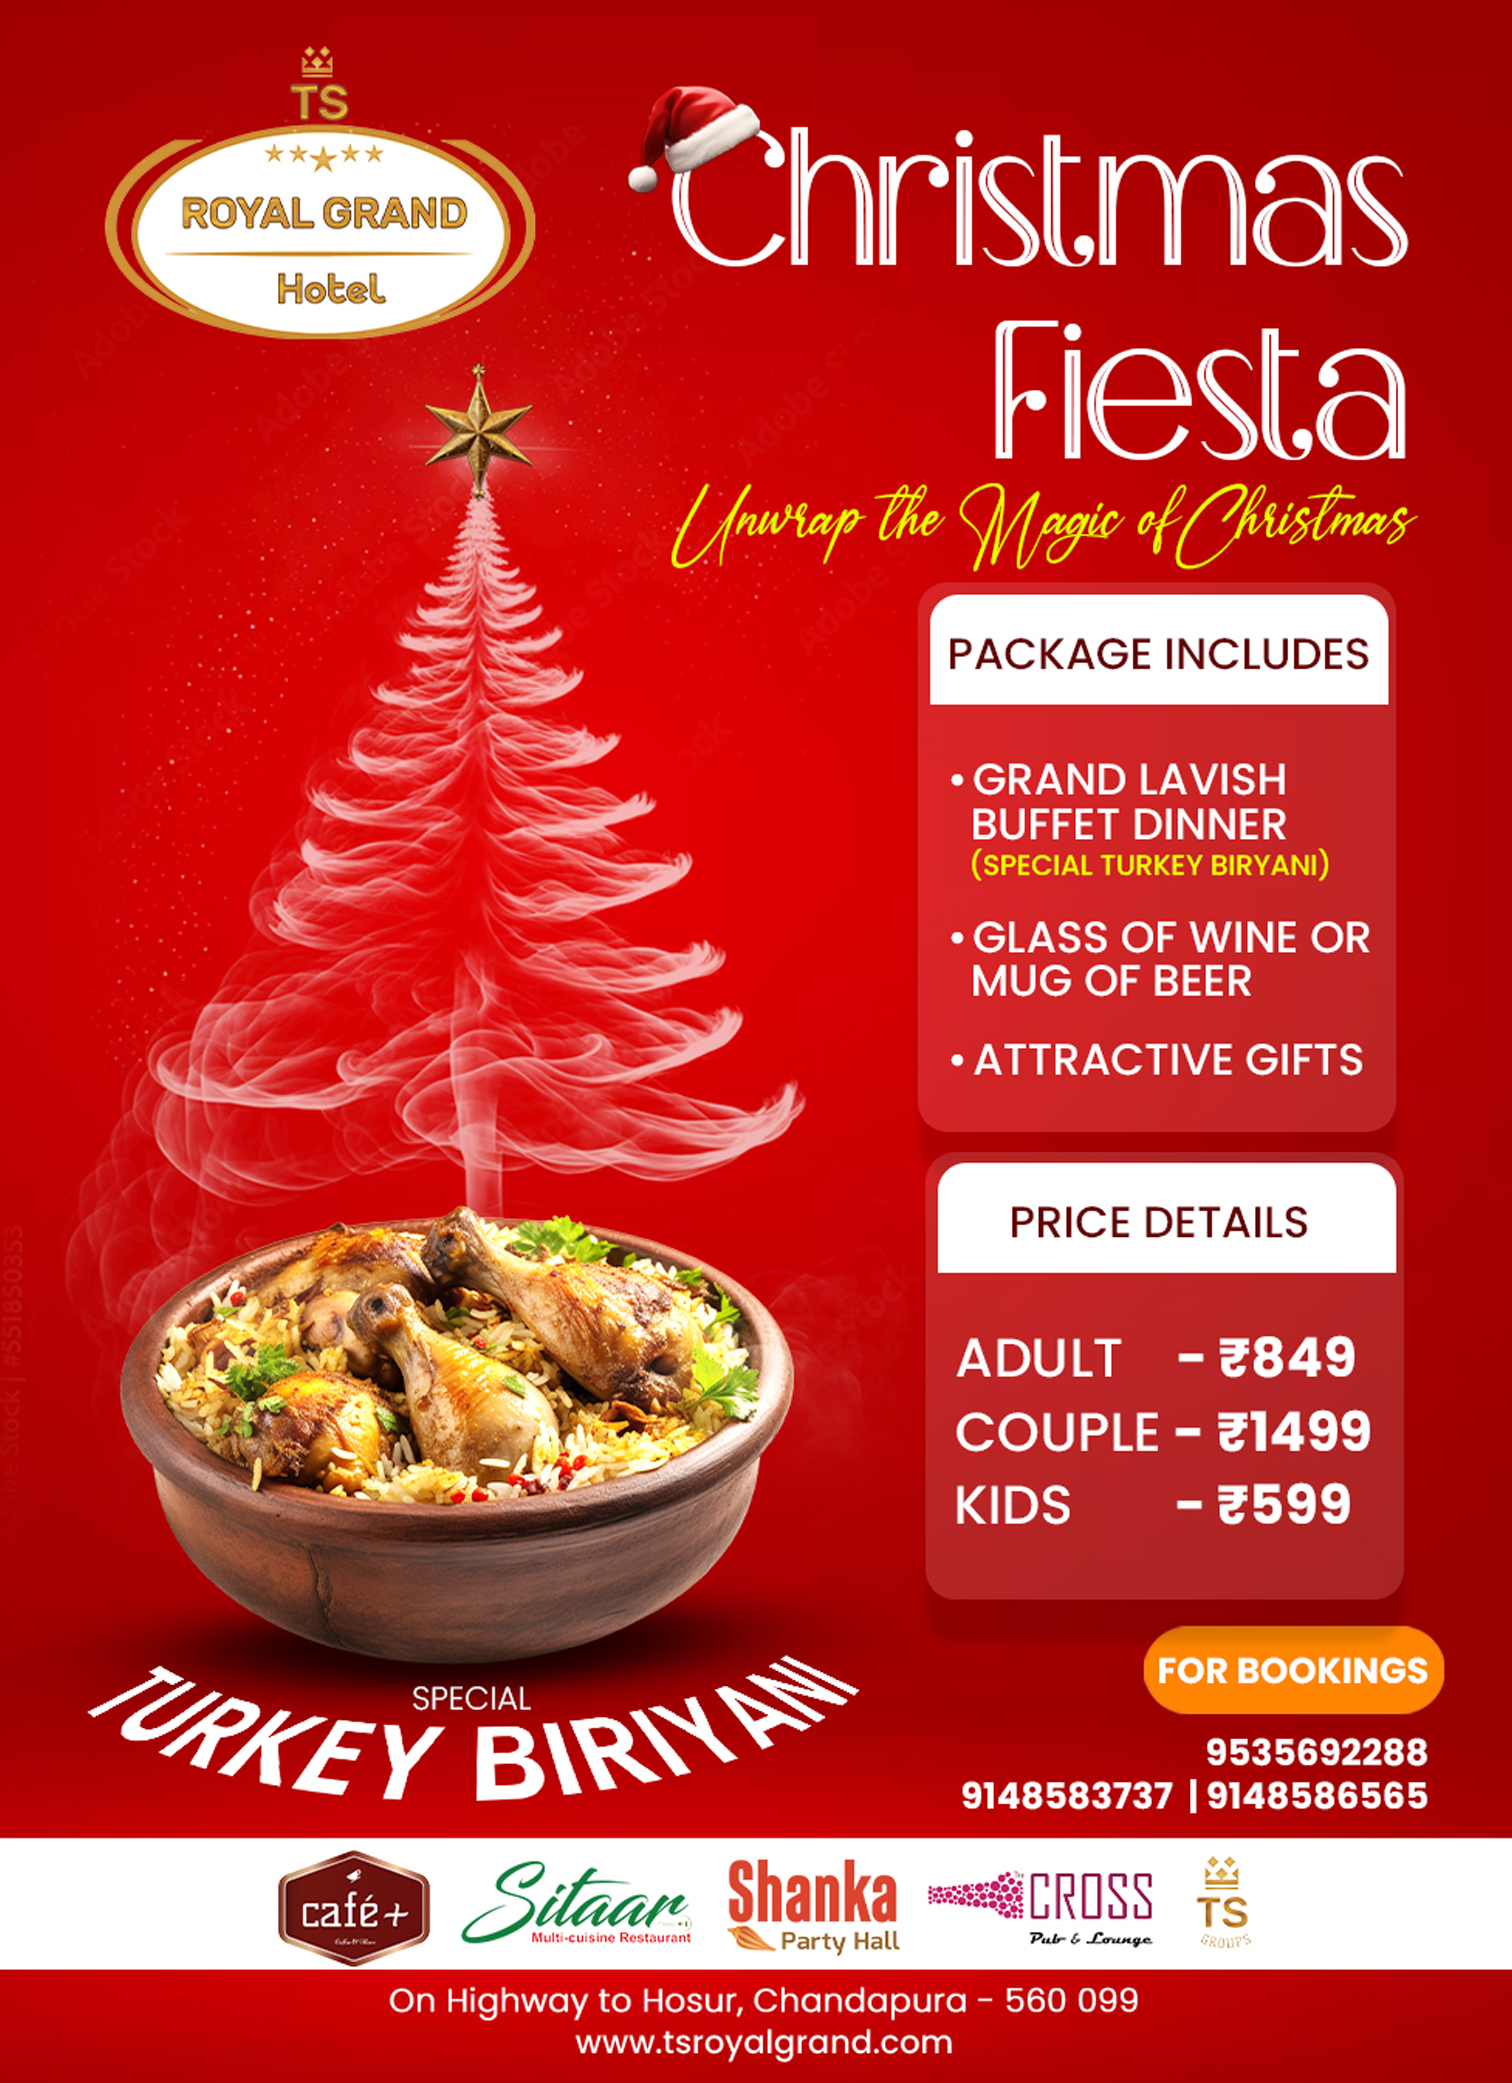 TS
ROYAL GRAND
Hotel
Christmas
Fiesta
Unwrap the Magic of Christmas
PACKAGE INCLUDES
• GRAND LAVISH
BUFFET DINNER
(SPECIAL TURKEY BIRYANI)
• GLASS OF WINE OR
MUG OF BEER
• ATTRACTIVE GIFTS
PRICE DETAILS
ADULT - ₹849
COUPLE - ₹1499
KIDS - ₹599
SPECIAL
TURKEY BIRIYANI
FOR BOOKINGS
9535692288
9148583737 | 9148586565
café+
Sitaar
Multi-cuisine Restaurant
Shanka
Party Hall
CROSS
Pub & Lounge
TS
GROUPS
On Highway to Hosur, Chandapura - 560 099
www.tsroyalgrand.com
Adobe Stock | #551850353